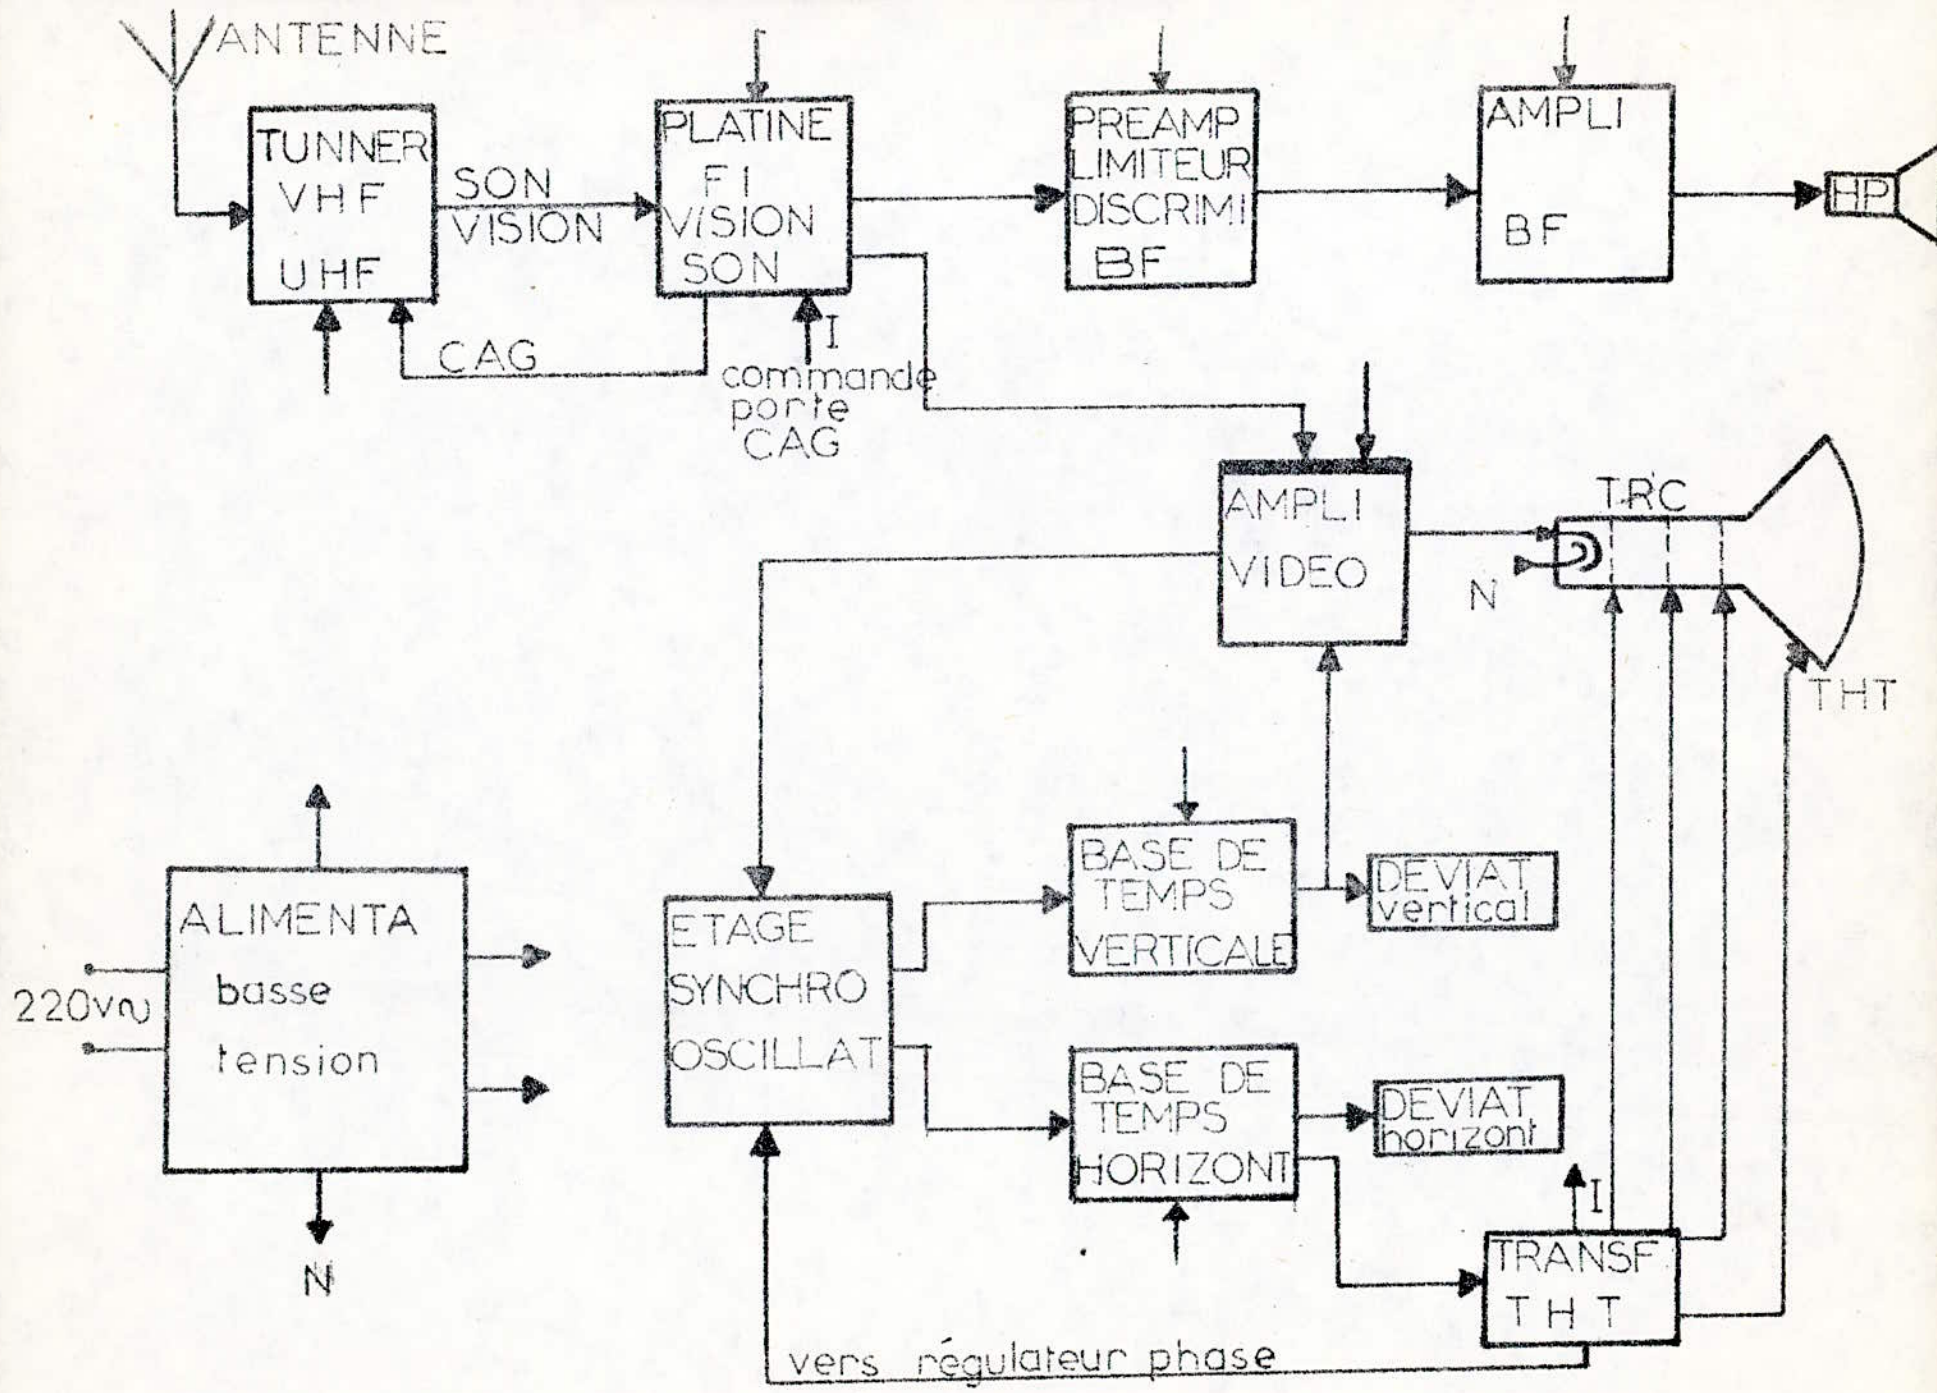 ANTENNE
TUNNER
VHF
UHF
SON
VISION
PLATINE
FI
VISION
SON
PREAMP
LIMITEUR
DISCRIMI
BF
AMPLI
BF
HP
CAG
I
commande
porte
CAG
AMPLI
VIDEO
TRC
N
THT
ALIMENTA
basse
tension
220v~
N
ETAGE
SYNCHRO
OSCILLAT
BASE DE
TEMPS
VERTICALE
DEVIAT
vertical
BASE DE
TEMPS
HORIZONT
DEVIAT
horizont
I
TRANSF
THT
vers régulateur phase